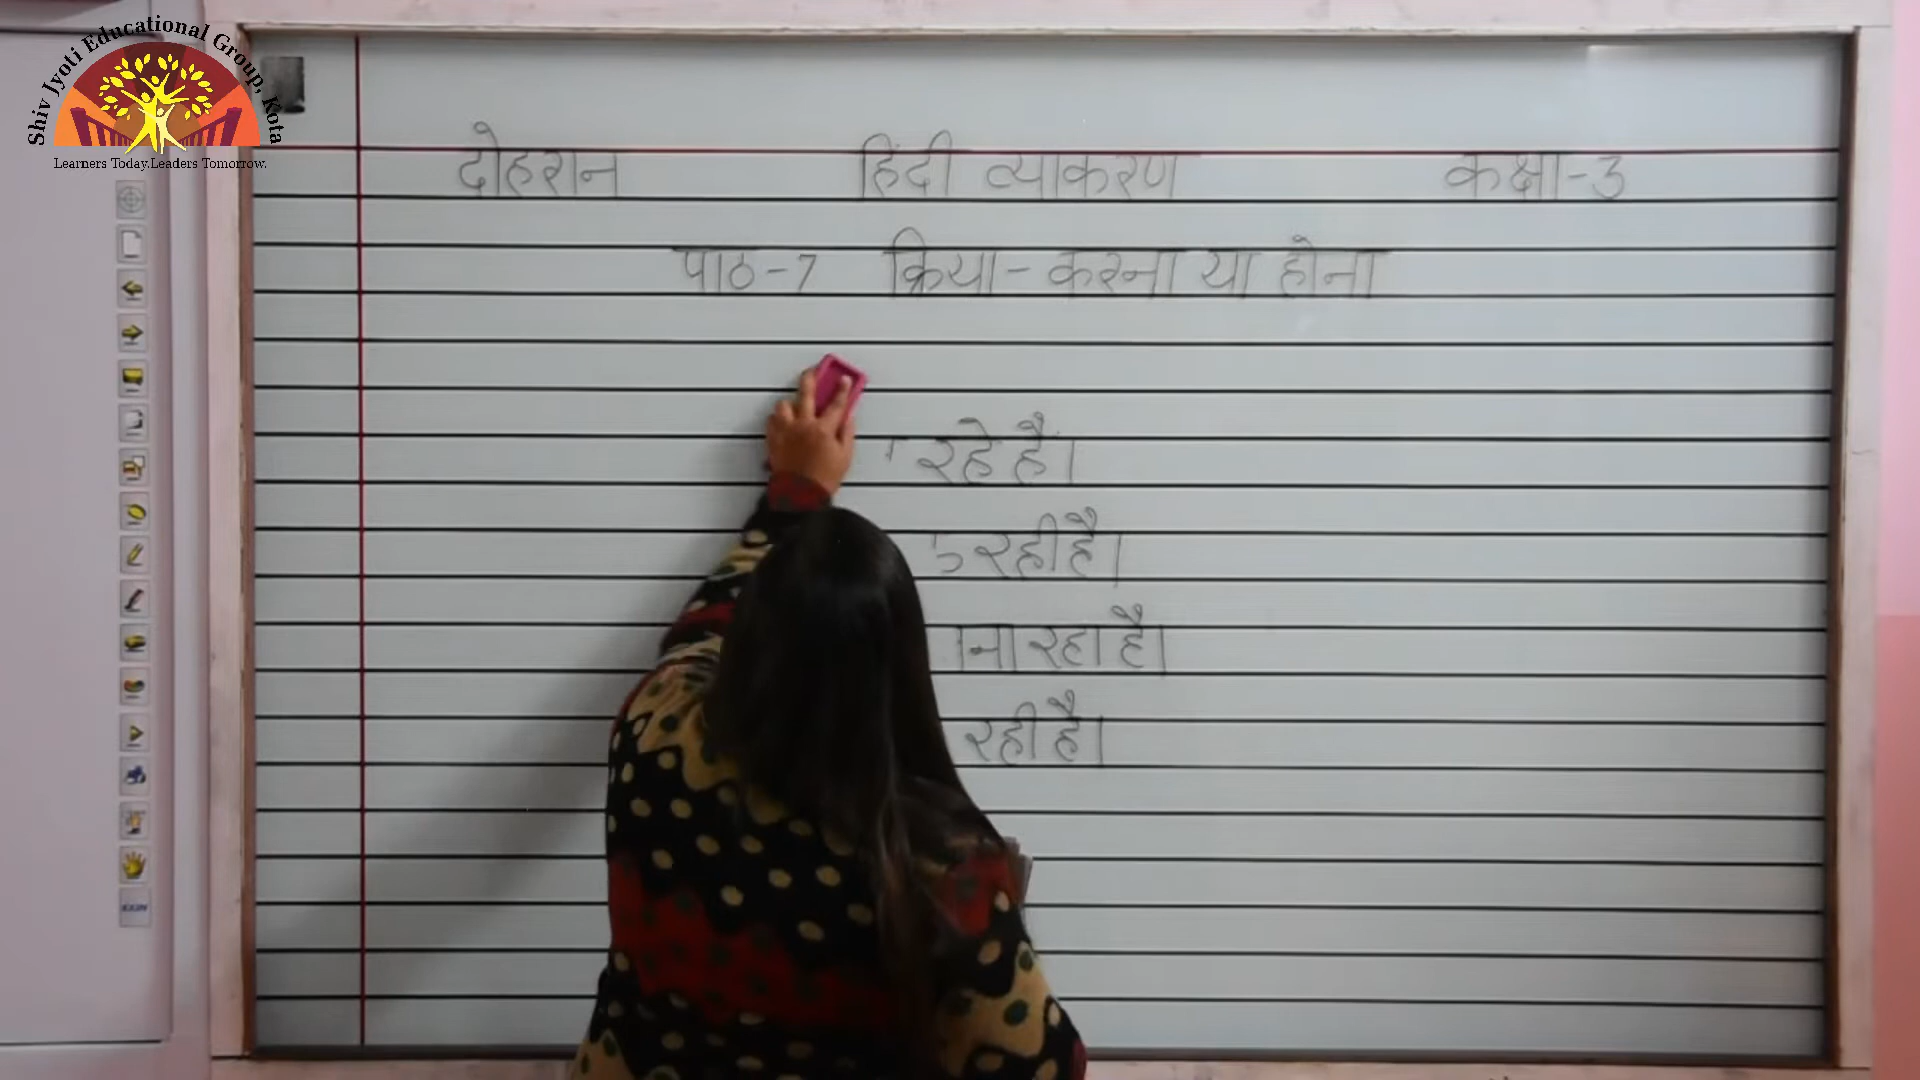 Shiv Jyoti Educational Group, Kota
Learners Today.Leaders Tomorrow.
दोहरान हिंदी व्याकरण कक्षा-3
पाठ-7 क्रिया- करना या होना
रहे हैं।
रही है।
रहा है।
रही है।